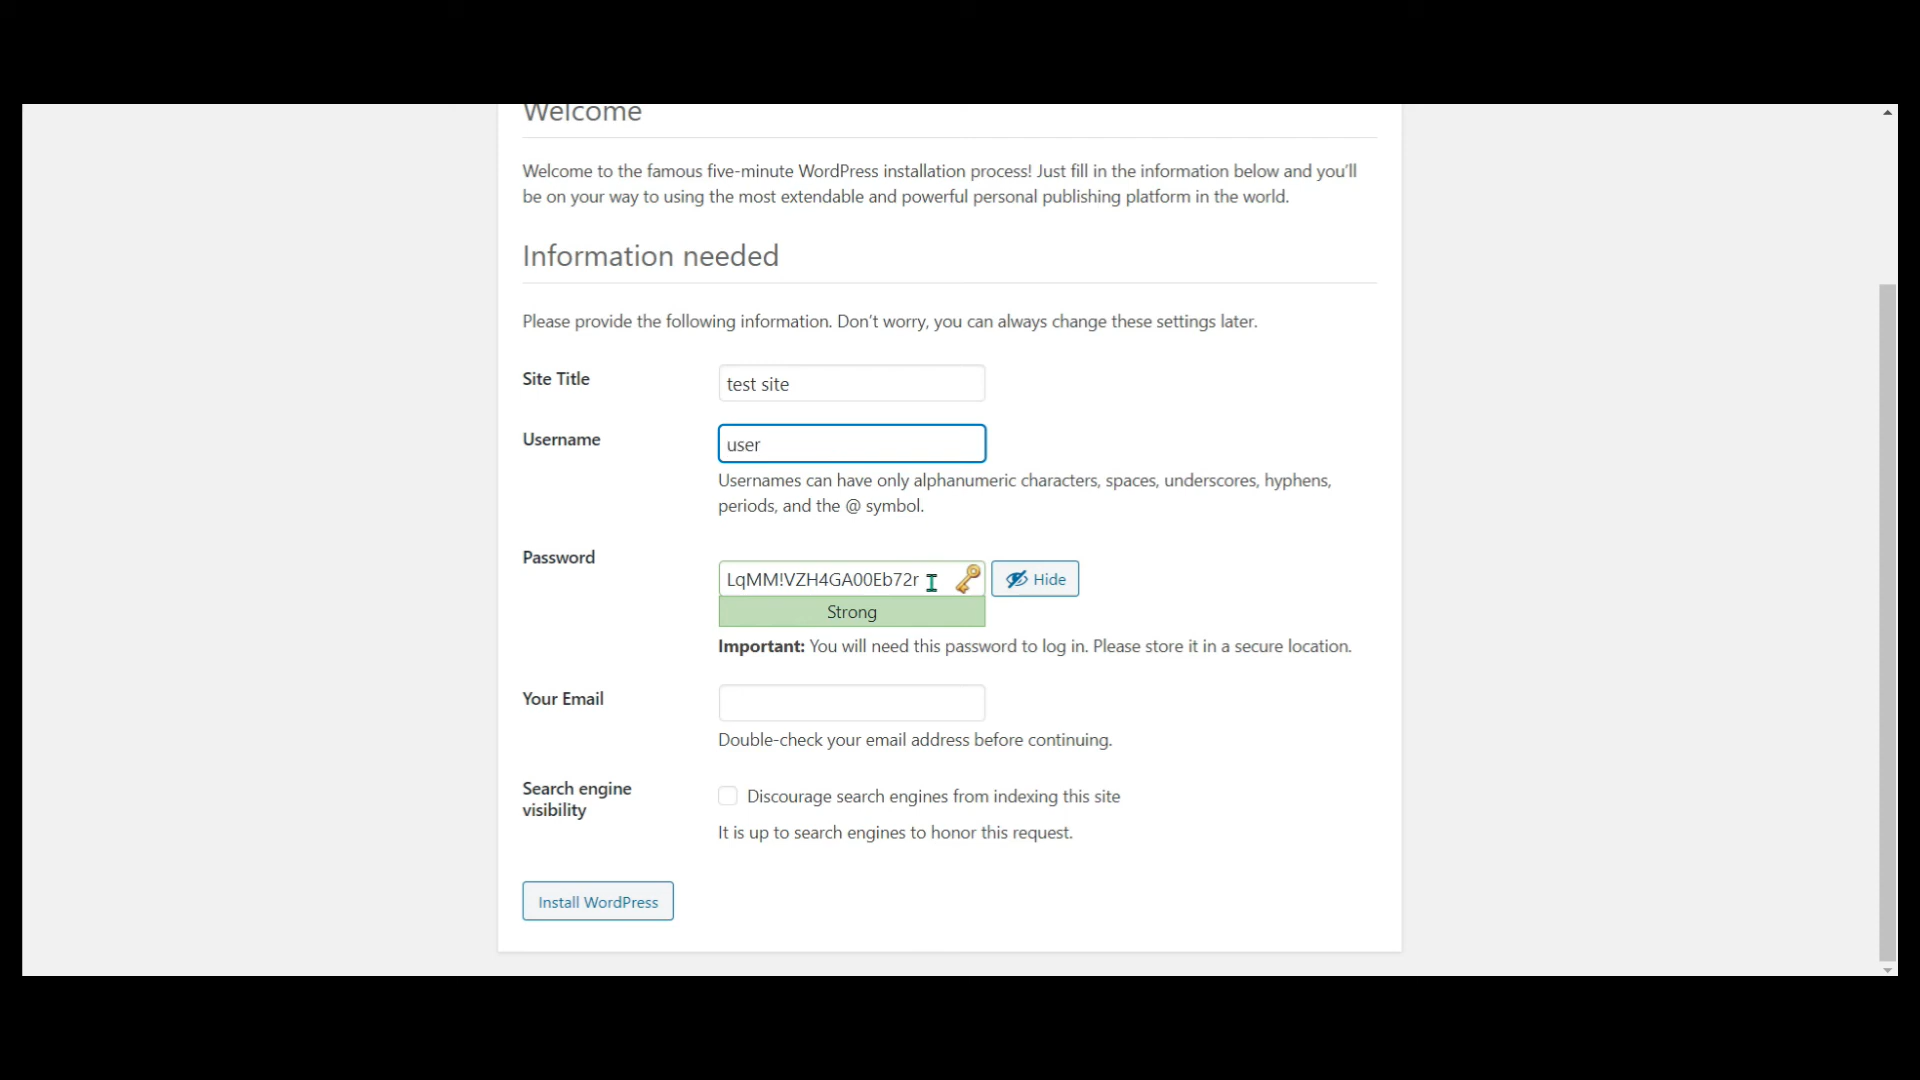 Welcome
Welcome to the famous five-minute WordPress installation process! Just fill in the information below and you’ll
be on your way to using the most extendable and powerful personal publishing platform in the world.
Information needed
Please provide the following information. Don’t worry, you can always change these settings later.
Site Title
test site
Username
user
Usernames can have only alphanumeric characters, spaces, underscores, hyphens,
periods, and the @ symbol.
Password
LqMM!VZH4GA00Eb72r
Hide
Strong
Important: You will need this password to log in. Please store it in a secure location.
Your Email
Double-check your email address before continuing.
Search engine
visibility
Discourage search engines from indexing this site
It is up to search engines to honor this request.
Install WordPress